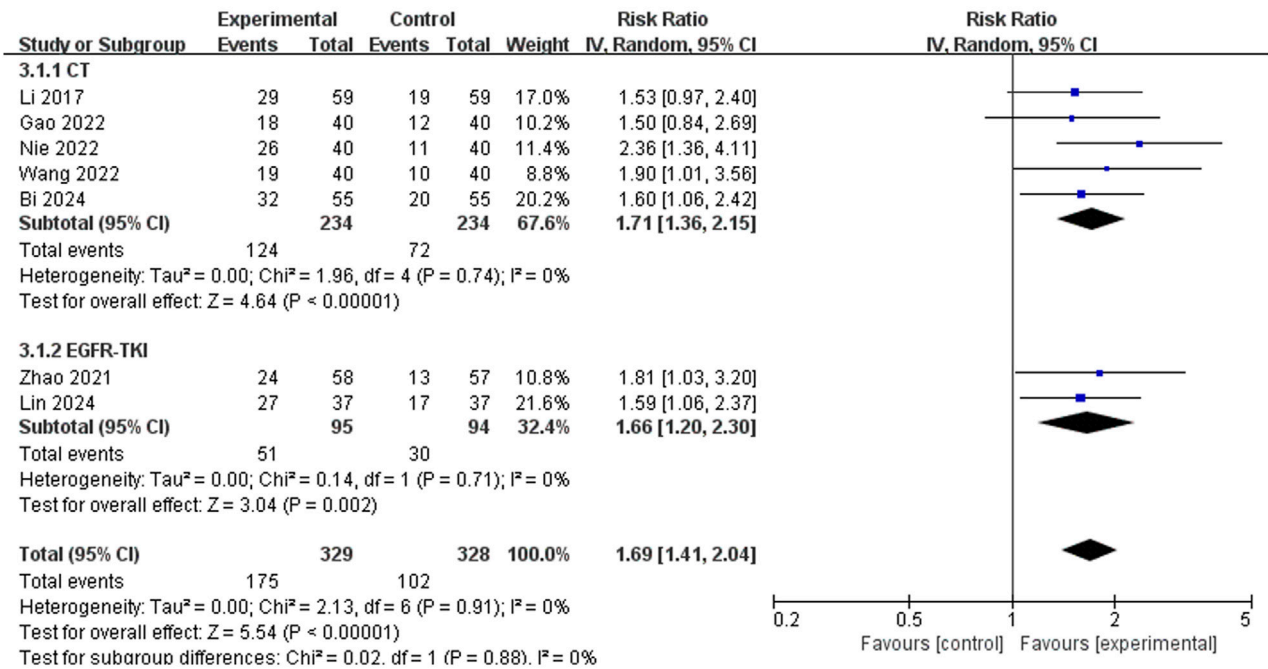 Experimental Control Risk Ratio Risk Ratio
Study or Subgroup Events Total Events Total Weight IV, Random, 95% CI IV, Random, 95% CI
3.1.1 CT
Li 2017 29 59 19 59 17.0% 1.53 [0.97, 2.40]
Gao 2022 18 40 12 40 10.2% 1.50 [0.84, 2.69]
Nie 2022 26 40 11 40 11.4% 2.36 [1.36, 4.11]
Wang 2022 19 40 10 40 8.8% 1.90 [1.01, 3.56]
Bi 2024 32 55 20 55 20.2% 1.60 [1.06, 2.42]
Subtotal (95% CI) 234 234 67.6% 1.71 [1.36, 2.15]
Total events 124 72
Heterogeneity: Tau² = 0.00; Chi² = 1.96, df = 4 (P = 0.74); I² = 0%
Test for overall effect: Z = 4.64 (P < 0.00001)
3.1.2 EGFR-TKI
Zhao 2021 24 58 13 57 10.8% 1.81 [1.03, 3.20]
Lin 2024 27 37 17 37 21.6% 1.59 [1.06, 2.37]
Subtotal (95% CI) 95 94 32.4% 1.66 [1.20, 2.30]
Total events 51 30
Heterogeneity: Tau² = 0.00; Chi² = 0.14, df = 1 (P = 0.71); I² = 0%
Test for overall effect: Z = 3.04 (P = 0.002)
Total (95% CI) 329 328 100.0% 1.69 [1.41, 2.04]
Total events 175 102
Heterogeneity: Tau² = 0.00; Chi² = 2.13, df = 6 (P = 0.91); I² = 0%
Test for overall effect: Z = 5.54 (P < 0.00001)
Test for subgroup differences: Chi² = 0.02, df = 1 (P = 0.88), I² = 0%
0.2 0.5 1 2 5
Favours [control] Favours [experimental]